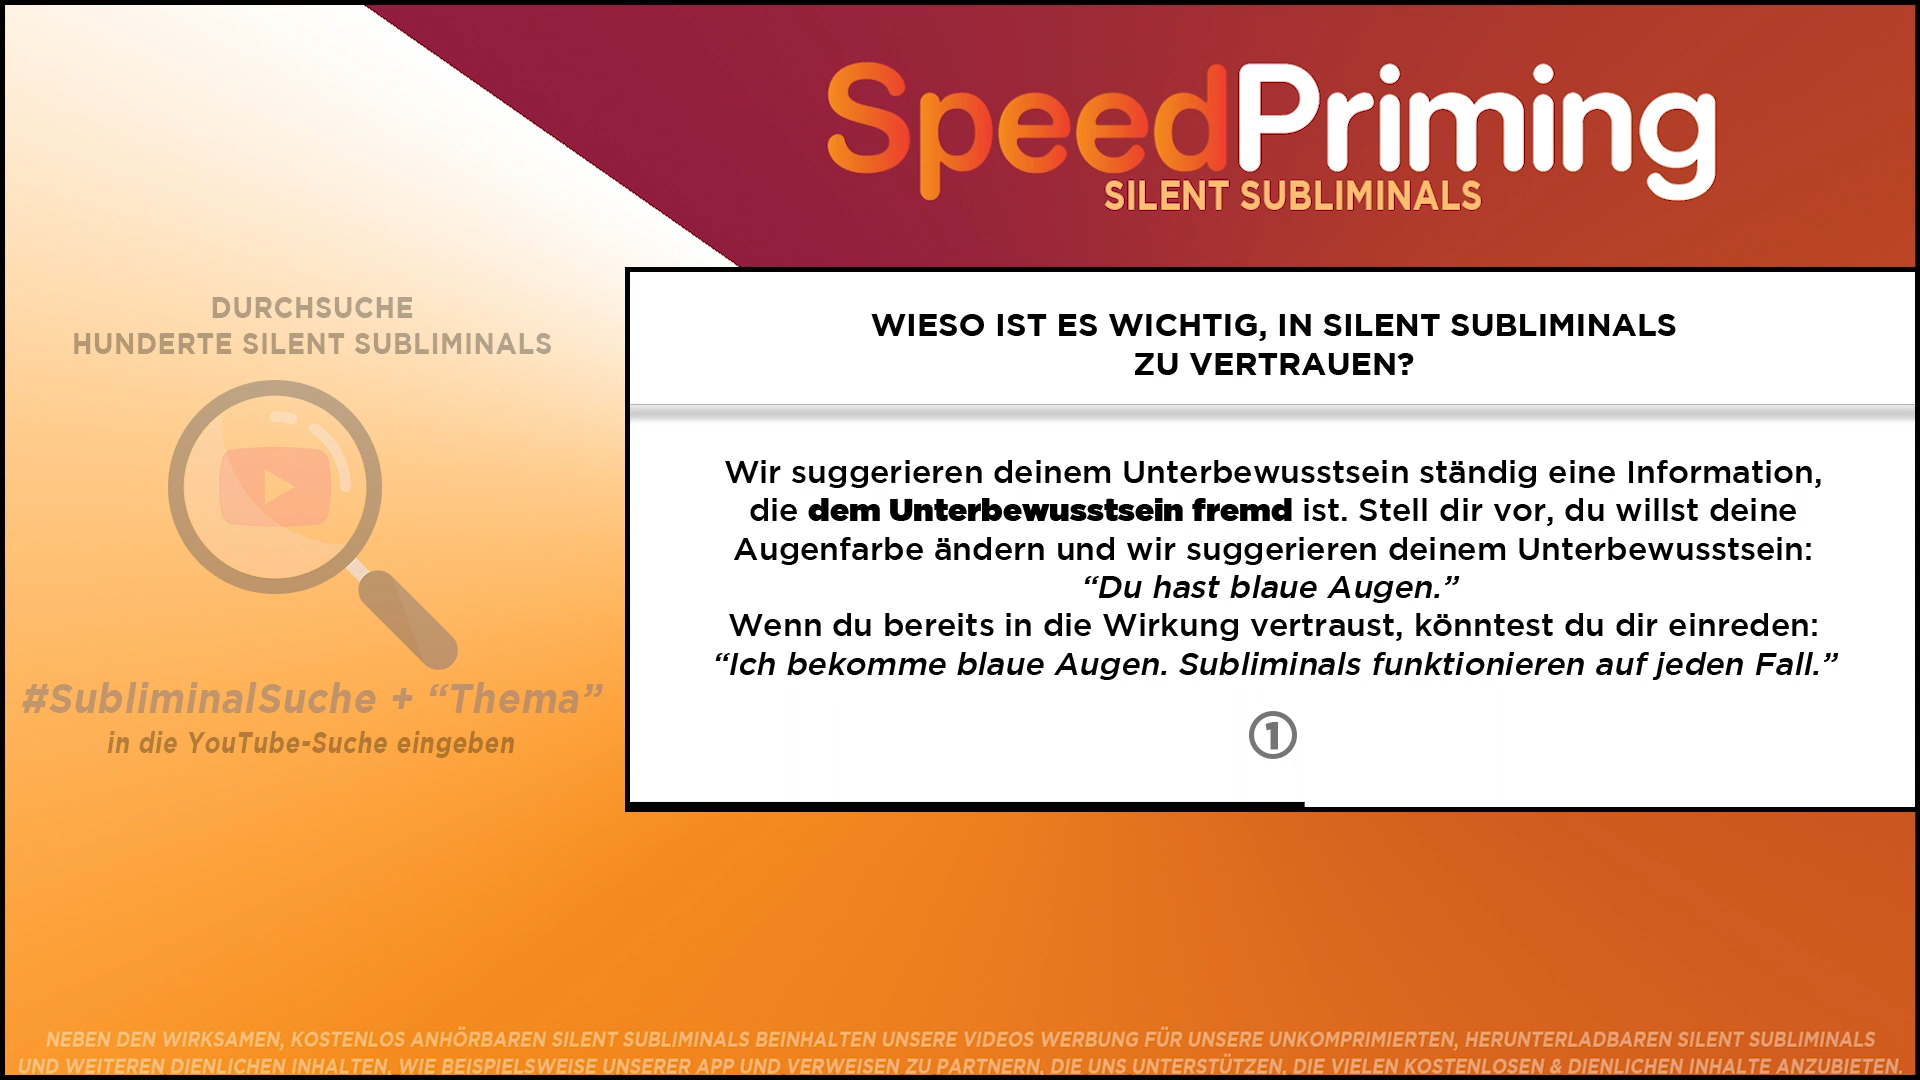 SpeedPriming
SILENT SUBLIMINALS
DURCHSUCHE
HUNDERTE SILENT SUBLIMINALS
#SubliminalSuche + “Thema”
in die YouTube-Suche eingeben
WIESO IST ES WICHTIG, IN SILENT SUBLIMINALS
ZU VERTRAUEN?
Wir suggerieren deinem Unterbewusstsein ständig eine Information,
die dem Unterbewusstsein fremd ist. Stell dir vor, du willst deine
Augenfarbe ändern und wir suggerieren deinem Unterbewusstsein:
“Du hast blaue Augen.”
Wenn du bereits in die Wirkung vertraust, könntest du dir einreden:
“Ich bekomme blaue Augen. Subliminals funktionieren auf jeden Fall.”
1
NEBEN DEN WIRKSAMEN, KOSTENLOS ANHÖRBAREN SILENT SUBLIMINALS BEINHALTEN UNSERE VIDEOS WERBUNG FÜR UNSERE UNKOMPRIMIERTEN, HERUNTERLADBAREN SILENT SUBLIMINALS
UND WEITEREN DIENLICHEN INHALTEN, WIE BEISPIELSWEISE UNSERER APP UND VERWEISEN ZU PARTNERN, DIE UNS UNTERSTÜTZEN, DIE VIELEN KOSTENLOSEN & DIENLICHEN INHALTE ANZUBIETEN.